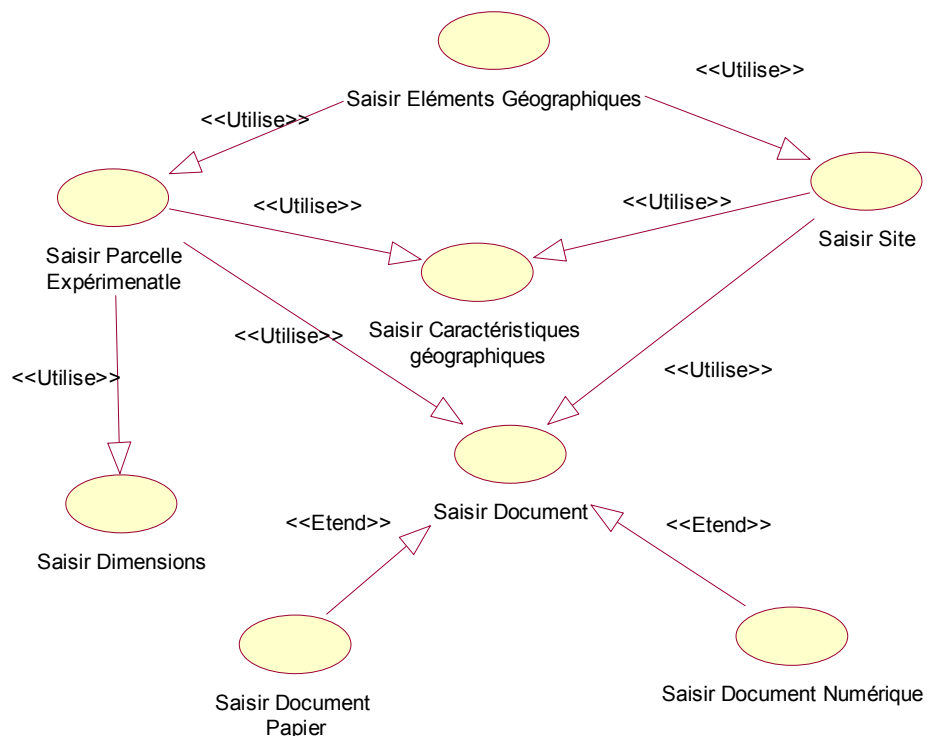 <<Utilise>>
Saisir Eléments Géographiques
<<Utilise>>
<<Utilise>>
<<Utilise>>
Saisir Site
Saisir Parcelle
Expérimenatle
Saisir Caractéristiques
géographiques
<<Utilise>>
<<Utilise>>
<<Utilise>>
Saisir Document
<<Etend>>
<<Etend>>
Saisir Dimensions
Saisir Document Numérique
Saisir Document
Papier